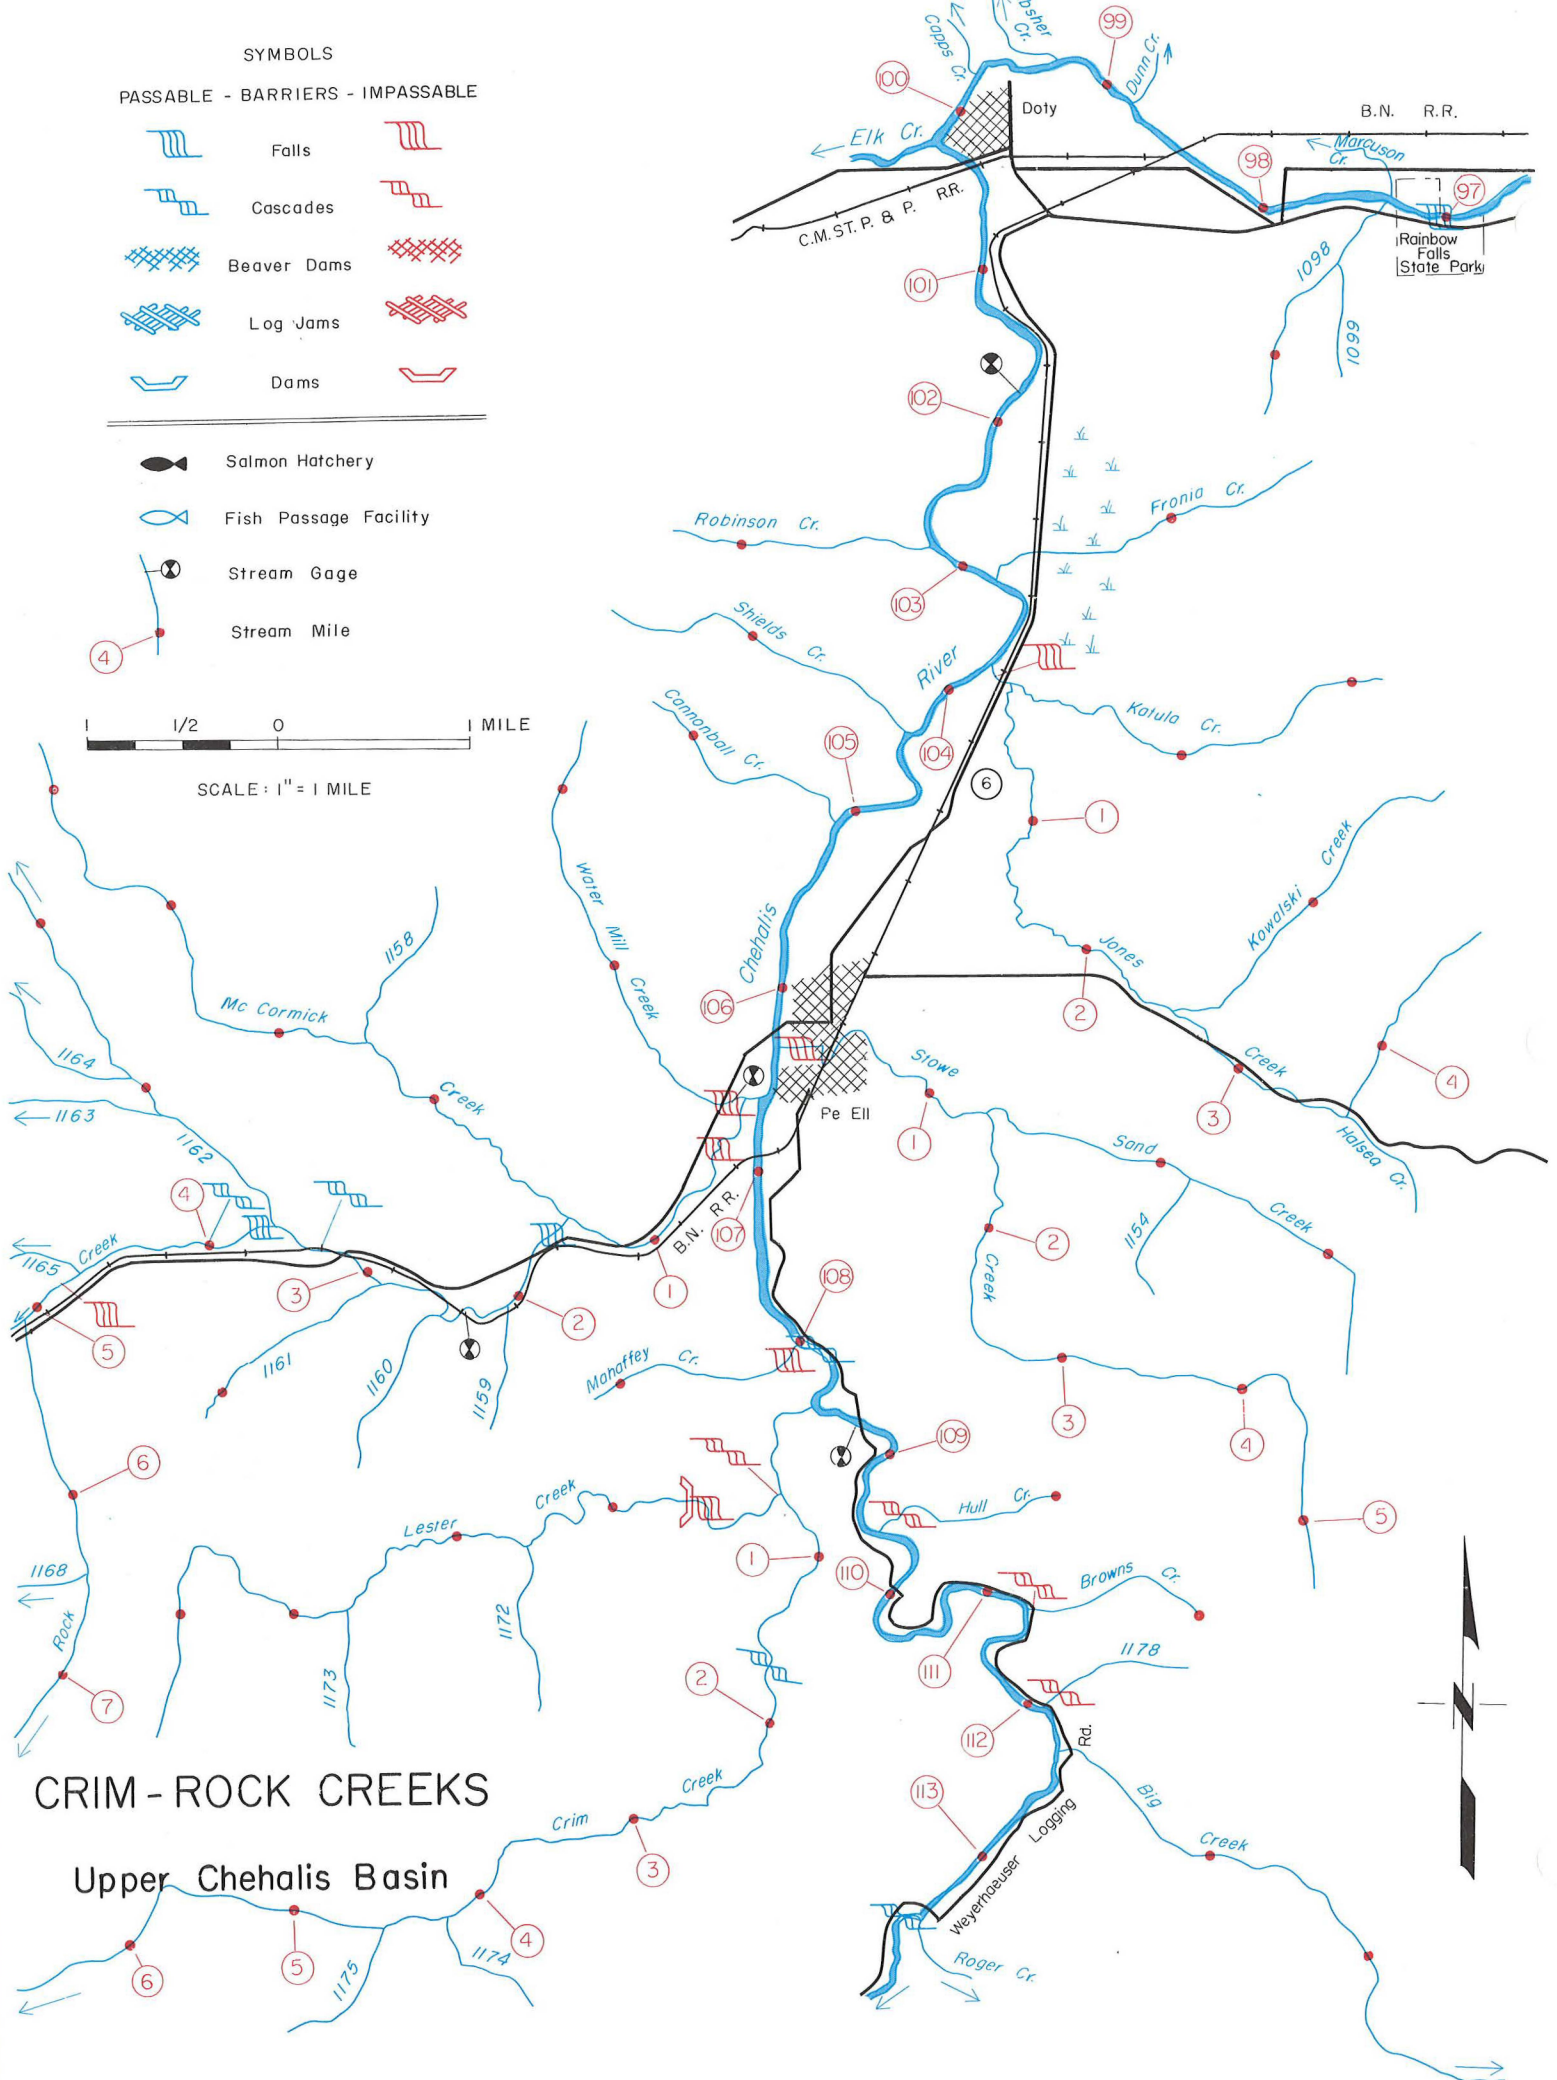 SYMBOLS
PASSABLE - BARRIERS - IMPASSABLE
Falls
Cascades
Beaver Dams
Log Jams
Dams
Salmon Hatchery
Fish Passage Facility
Stream Gage
4
Stream Mile
1 1/2 0 1 MILE
SCALE: 1" = 1 MILE
Capps Cr.
Cr.
99
Dunn Cr.
100
Doty
Elk Cr.
B.N. R.R.
Marcuson
Cr.
98
97
C.M. ST. P. & P. R.R.
Rainbow
Falls
State Park
1098
1099
101
102
Robinson Cr.
Fronia Cr.
103
Shields Cr.
River
Katula Cr.
Cannonball Cr.
104
105
6
1
Water Mill Creek
Chehalis
Kowalski Creek
Jones
2
Creek
3
4
Halsea Cr.
106
1158
Mc Cormick
Creek
1164
1163
1162
Stowe
Pe Ell
1
Sand
Creek
1154
2
Creek
3
4
5
4
Creek
1165
5
3
2
1
B.N. R.R.
107
108
1161
1160
1159
Mahaffey Cr.
109
6
Hull Cr.
Lester
Creek
1
110
1168
Rock
7
1172
1173
Browns Cr.
111
1178
2
112
Rd.
CRIM - ROCK CREEKS
Upper Chehalis Basin
113
Logging
Weyerhaeuser
Big
Creek
Creek
Crim
3
4
5
6
1174
1175
Roger Cr.
N